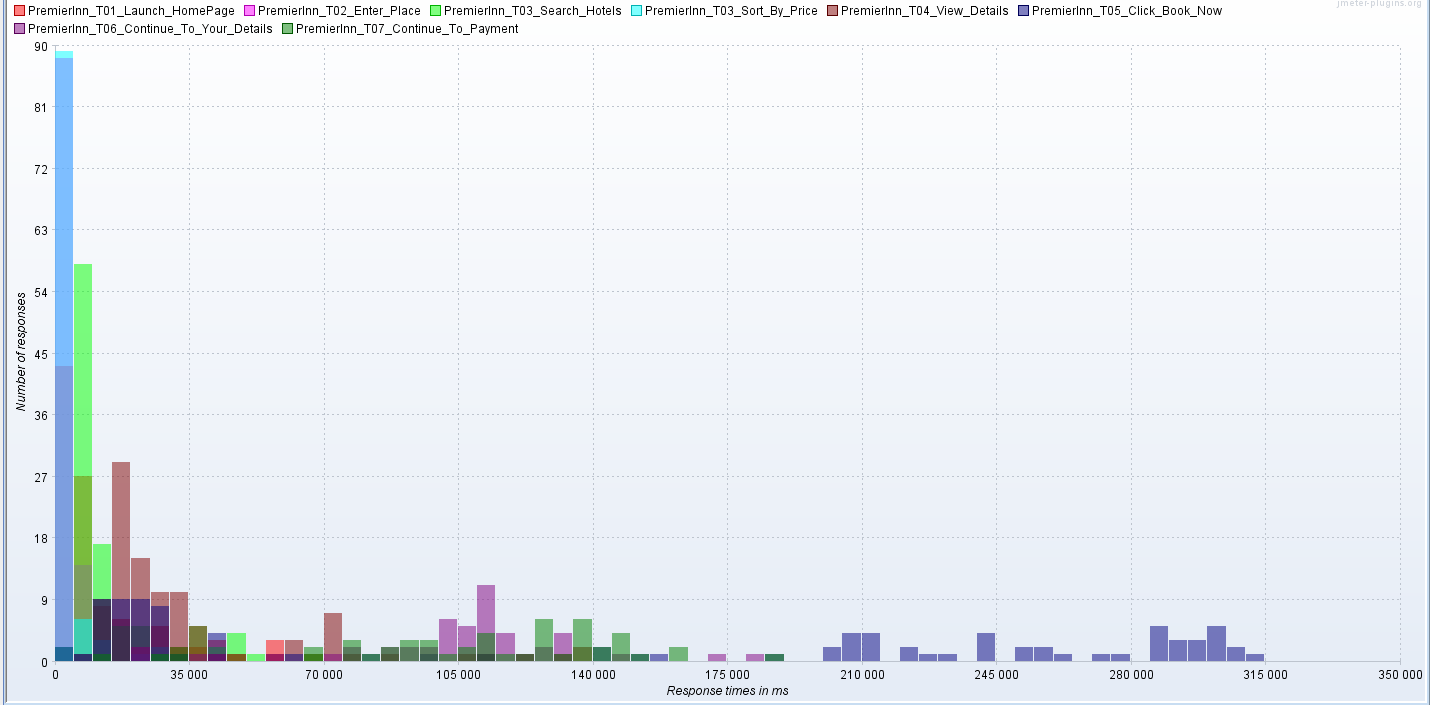 jmeter-plugins.org
PremierInn_T01_Launch_HomePage PremierInn_T02_Enter_Place PremierInn_T03_Search_Hotels PremierInn_T03_Sort_By_Price PremierInn_T04_View_Details PremierInn_T05_Click_Book_Now
PremierInn_T06_Continue_To_Your_Details PremierInn_T07_Continue_To_Payment
90
81
72
63
54
45
36
27
18
9
0
Number of responses
0 35 000 70 000 105 000 140 000 175 000 210 000 245 000 280 000 315 000 350 000
Response times in ms